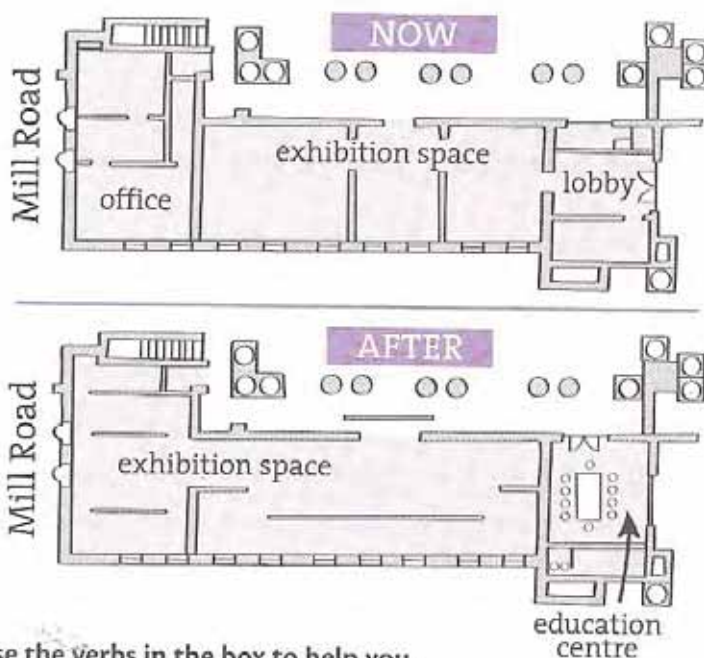 NOW
Mill Road
exhibition space
office
lobby
AFTER
Mill Road
exhibition space
education
centre
se the verbs in the box to help you